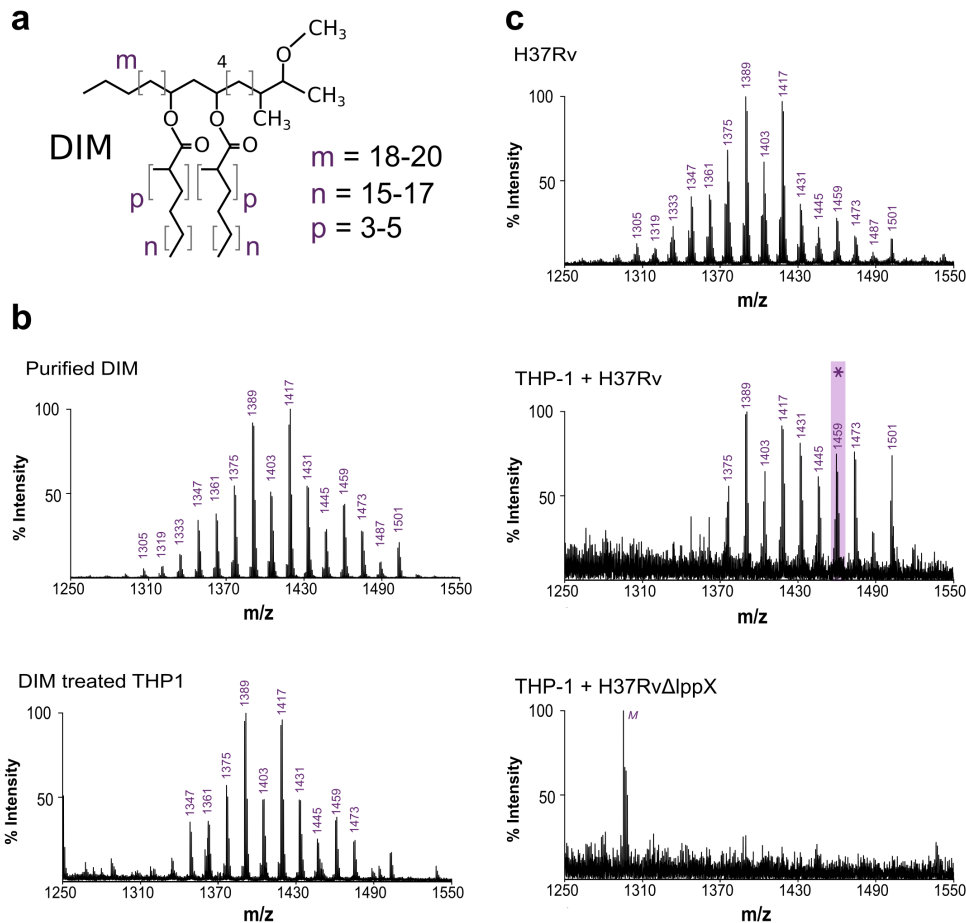 a
CH3
O
m
4
CH3
O
O
CH3
DIM
O
O
p
p
n
n
m = 18-20
n = 15-17
p = 3-5
b
Purified DIM
% Intensity
100
50
1305
1319
1333
1347
1361
1375
1389
1403
1417
1431
1445
1459
1473
1487
1501
1250 1310 1370 1430 1490 1550
m/z
DIM treated THP1
% Intensity
100
50
1347
1361
1375
1389
1403
1417
1431
1445
1459
1473
1250 1310 1370 1430 1490 1550
m/z
c
H37Rv
% Intensity
100
50
1305
1319
1333
1347
1361
1375
1389
1403
1417
1431
1445
1459
1473
1487
1501
1250 1310 1370 1430 1490 1550
m/z
THP-1 + H37Rv
*
% Intensity
100
50
1375
1389
1403
1417
1431
1445
1459
1473
1501
1250 1310 1370 1430 1490 1550
m/z
THP-1 + H37RvΔlppX
% Intensity
100
50
M
1250 1310 1370 1430 1490 1550
m/z